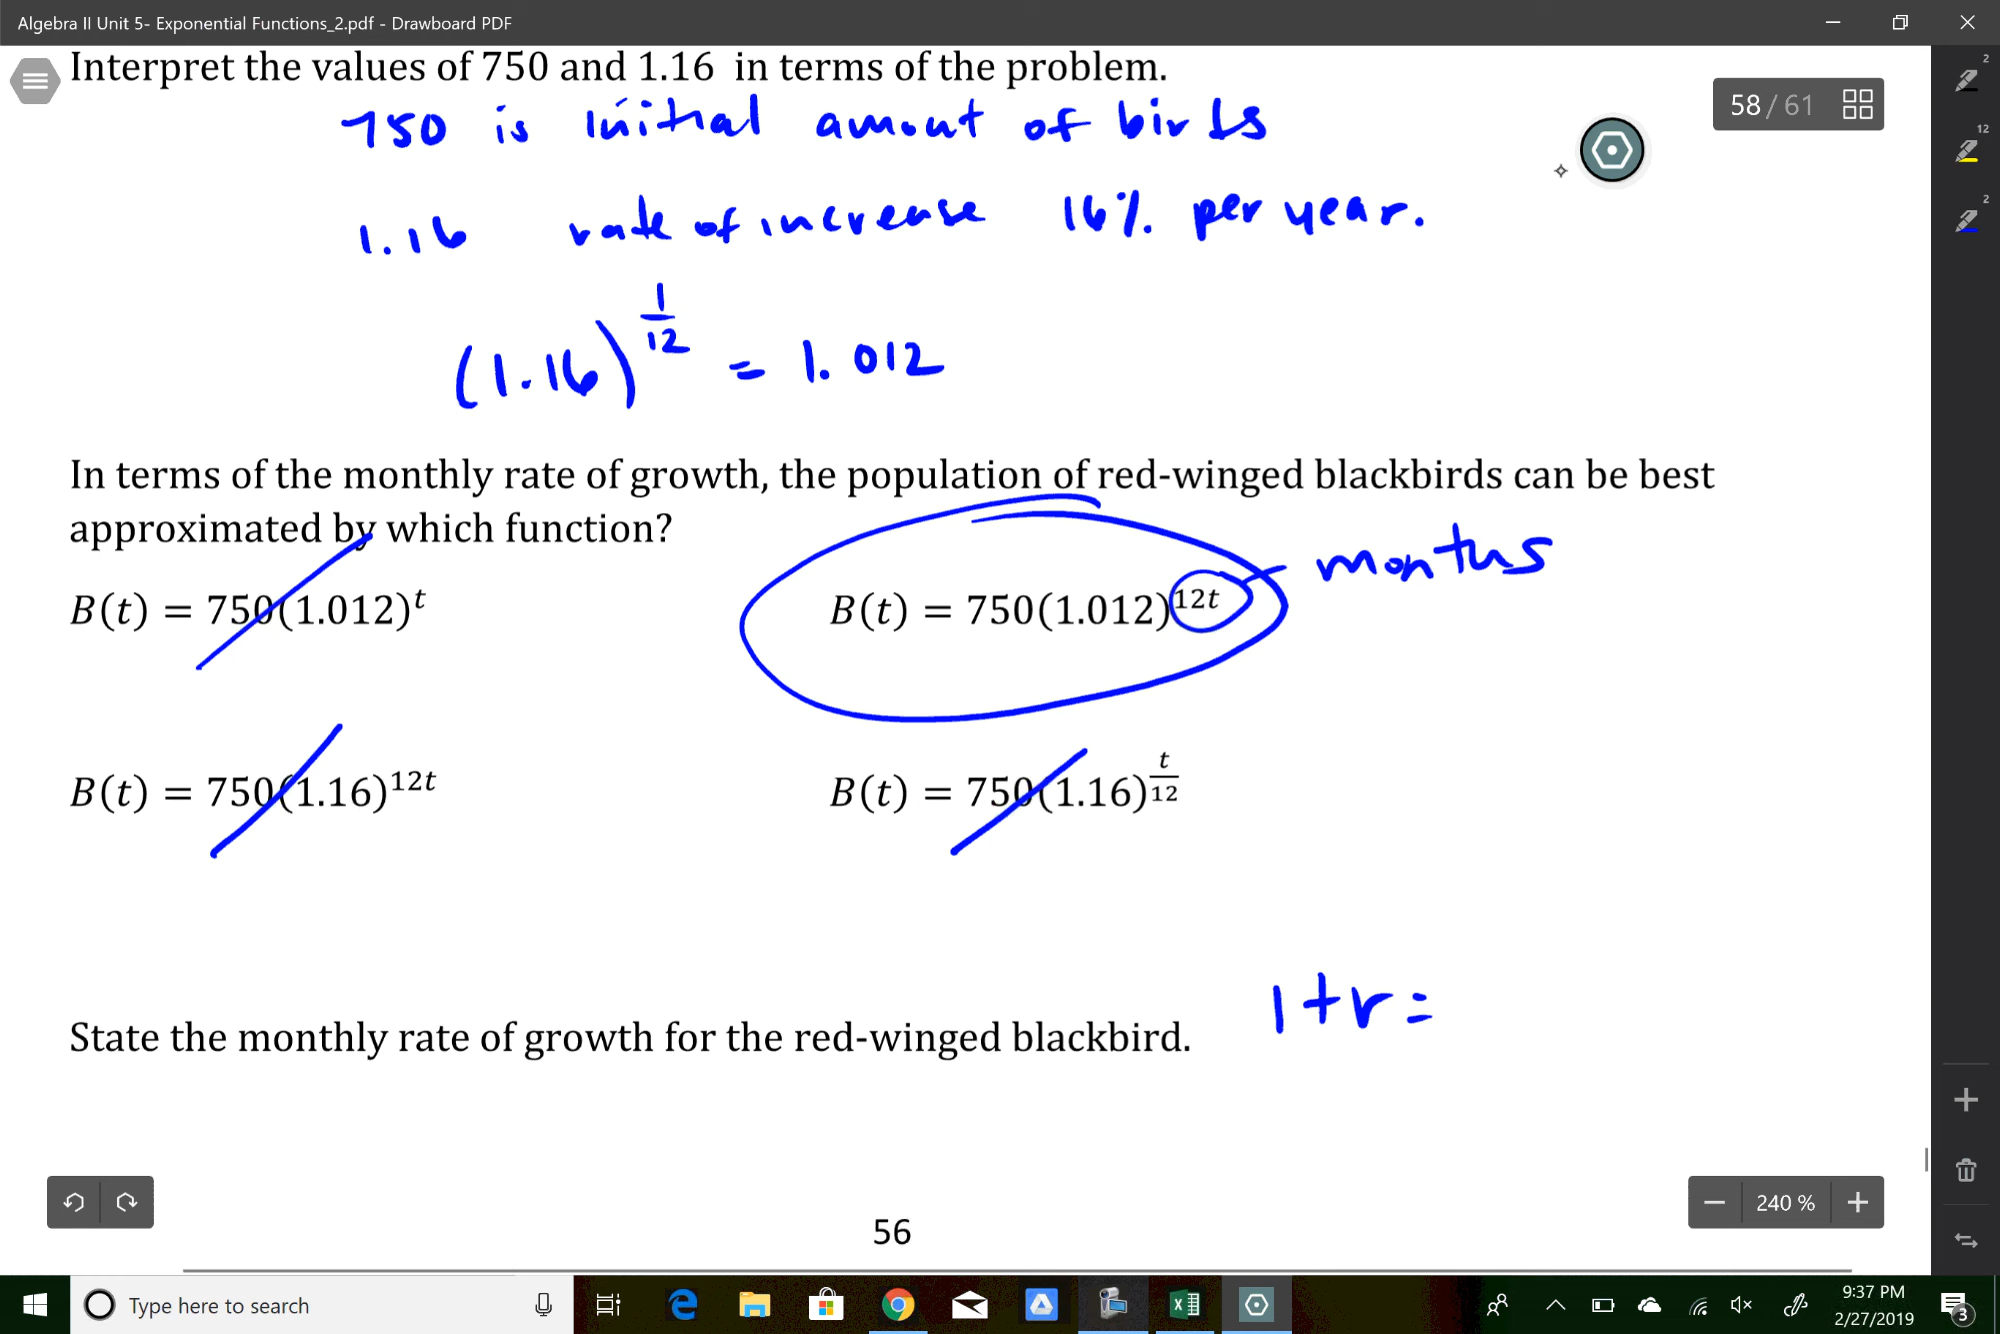 Algebra II Unit 5- Exponential Functions_2.pdf - Drawboard PDF
Interpret the values of 750 and 1.16 in terms of the problem.
58 / 61
2
12
2
750 is initial amount of birds
1.16 rate of increase 16% per year.
(1.16)^(1/12) = 1.012
In terms of the monthly rate of growth, the population of red-winged blackbirds can be best
approximated by which function?
months
B(t) = 750(1.012)^t B(t) = 750(1.012)^12t
B(t) = 750(1.16)^12t B(t) = 750(1.16)^(t/12)
1+r=
State the monthly rate of growth for the red-winged blackbird.
240 %
56
Type here to search
9:37 PM
2/27/2019
3